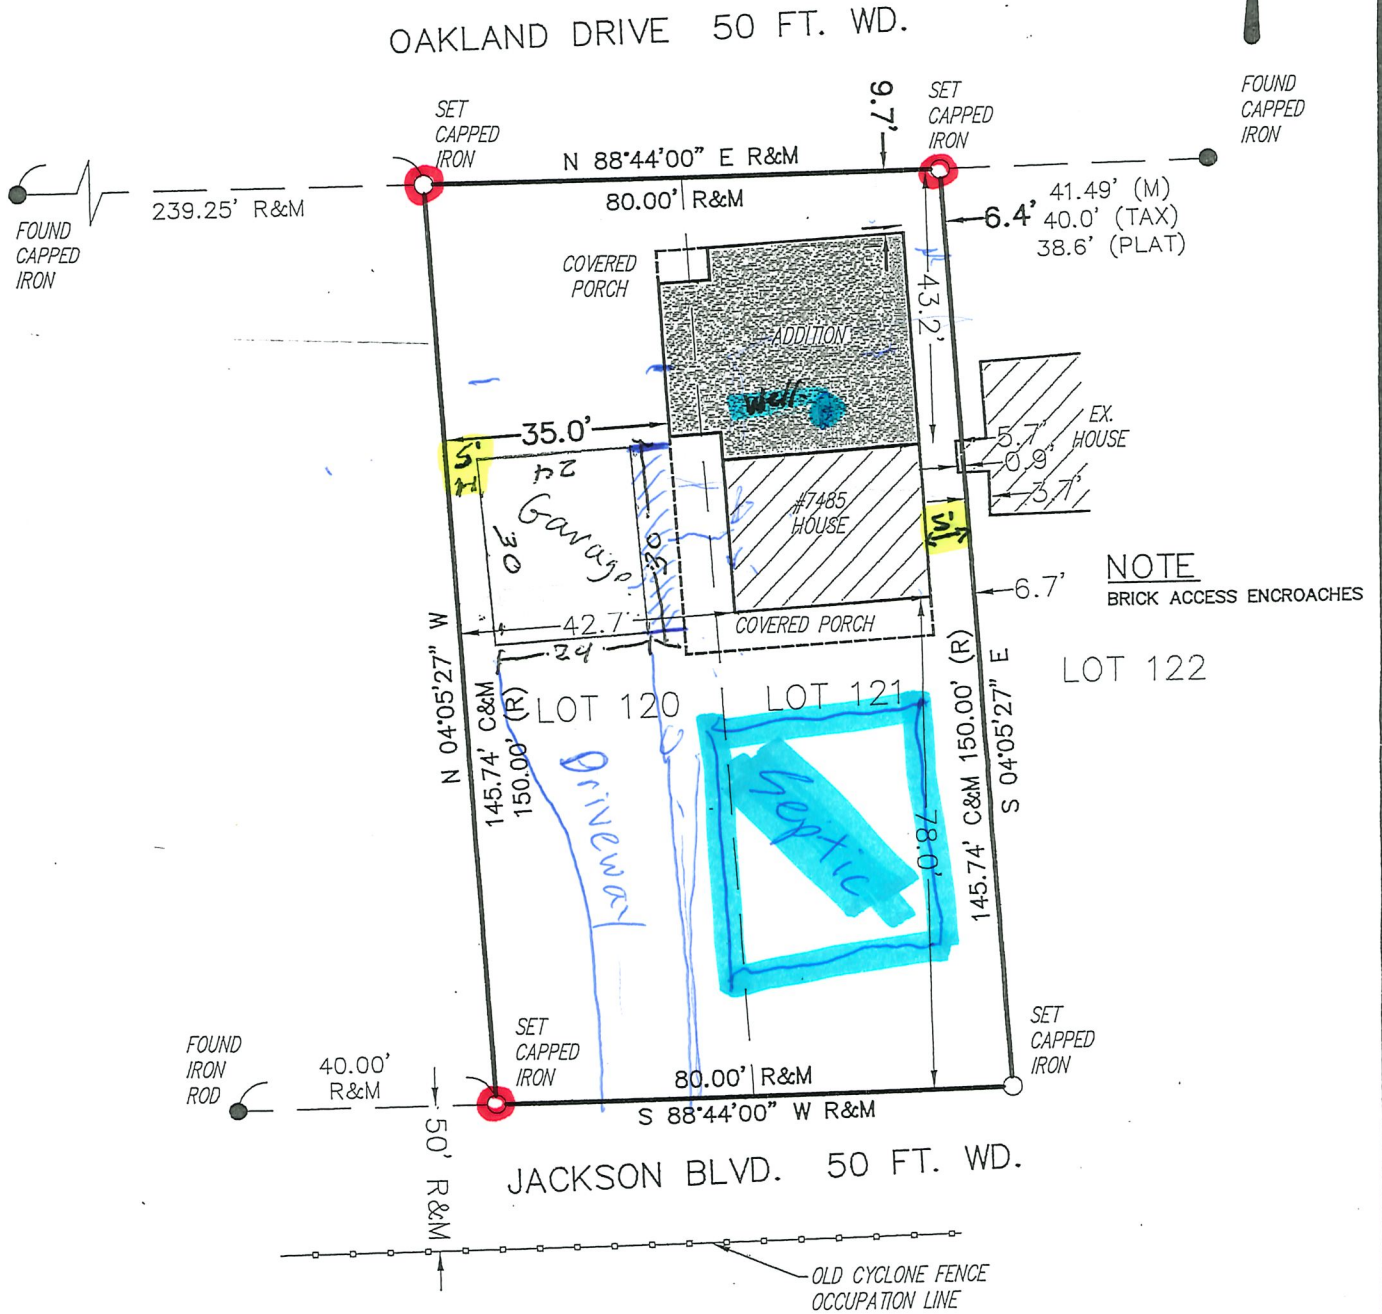 OAKLAND DRIVE 50 FT. WD.
SET
CAPPED
IRON
9.7'
SET
CAPPED
IRON
FOUND
CAPPED
IRON
N 88°44'00" E R&M
80.00' R&M
239.25' R&M
FOUND
CAPPED
IRON
41.49' (M)
6.4' 40.0' (TAX)
38.6' (PLAT)
COVERED
PORCH
43.2'
ADDITION
Well
35.0'
5'
24
Garage
30
30
#7485
HOUSE
5'
5.7'
0.9'
3.7'
EX.
HOUSE
6.7'
NOTE
BRICK ACCESS ENCROACHES
42.7'
24
COVERED PORCH
LOT 120
LOT 121
LOT 122
N 04°05'27" W
145.74' C&M
150.00' (R)
Driveway
Septic
78.0'
145.74' C&M 150.00' (R)
S 04°05'27" E
SET
CAPPED
IRON
SET
CAPPED
IRON
FOUND
IRON
ROD
40.00'
R&M
80.00' R&M
S 88°44'00" W R&M
50' R&M
JACKSON BLVD. 50 FT. WD.
OLD CYCLONE FENCE
OCCUPATION LINE